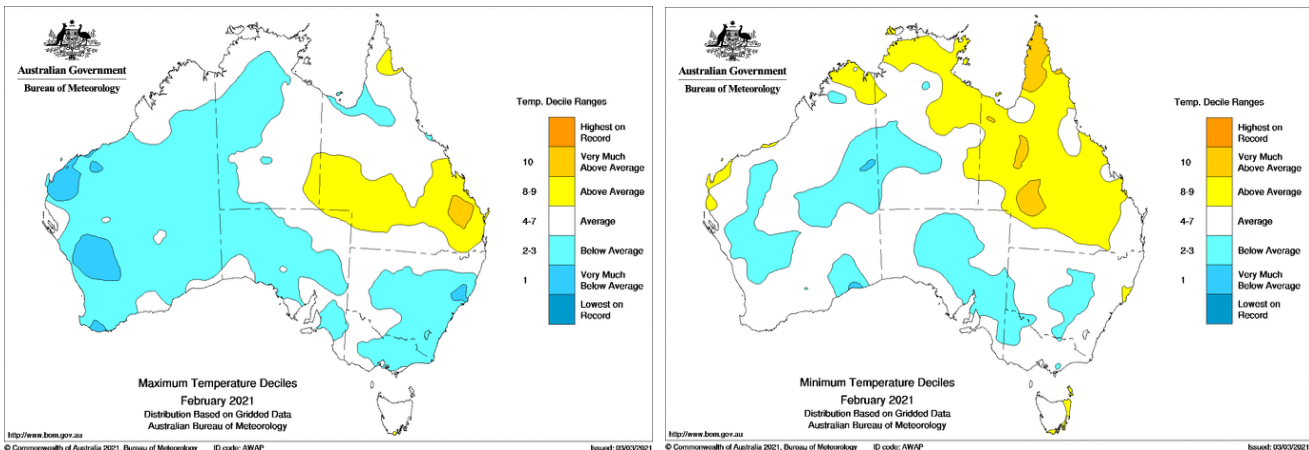 Australian Government
Bureau of Meteorology
Temp. Decile Ranges
Highest on
Record
10
Very Much
Above Average
8-9
Above Average
4-7
Average
2-3
Below Average
1
Very Much
Below Average
Lowest on
Record
Maximum Temperature Deciles
February 2021
Distribution Based on Gridded Data
Australian Bureau of Meteorology
http://www.bom.gov.au
© Commonwealth of Australia 2021, Bureau of Meteorology
ID code: AWAP
Issued: 03/03/2021
Australian Government
Bureau of Meteorology
Temp. Decile Ranges
Highest on
Record
10
Very Much
Above Average
8-9
Above Average
4-7
Average
2-3
Below Average
1
Very Much
Below Average
Lowest on
Record
Minimum Temperature Deciles
February 2021
Distribution Based on Gridded Data
Australian Bureau of Meteorology
http://www.bom.gov.au
© Commonwealth of Australia 2021, Bureau of Meteorology
ID code: AWAP
Issued: 03/03/2021